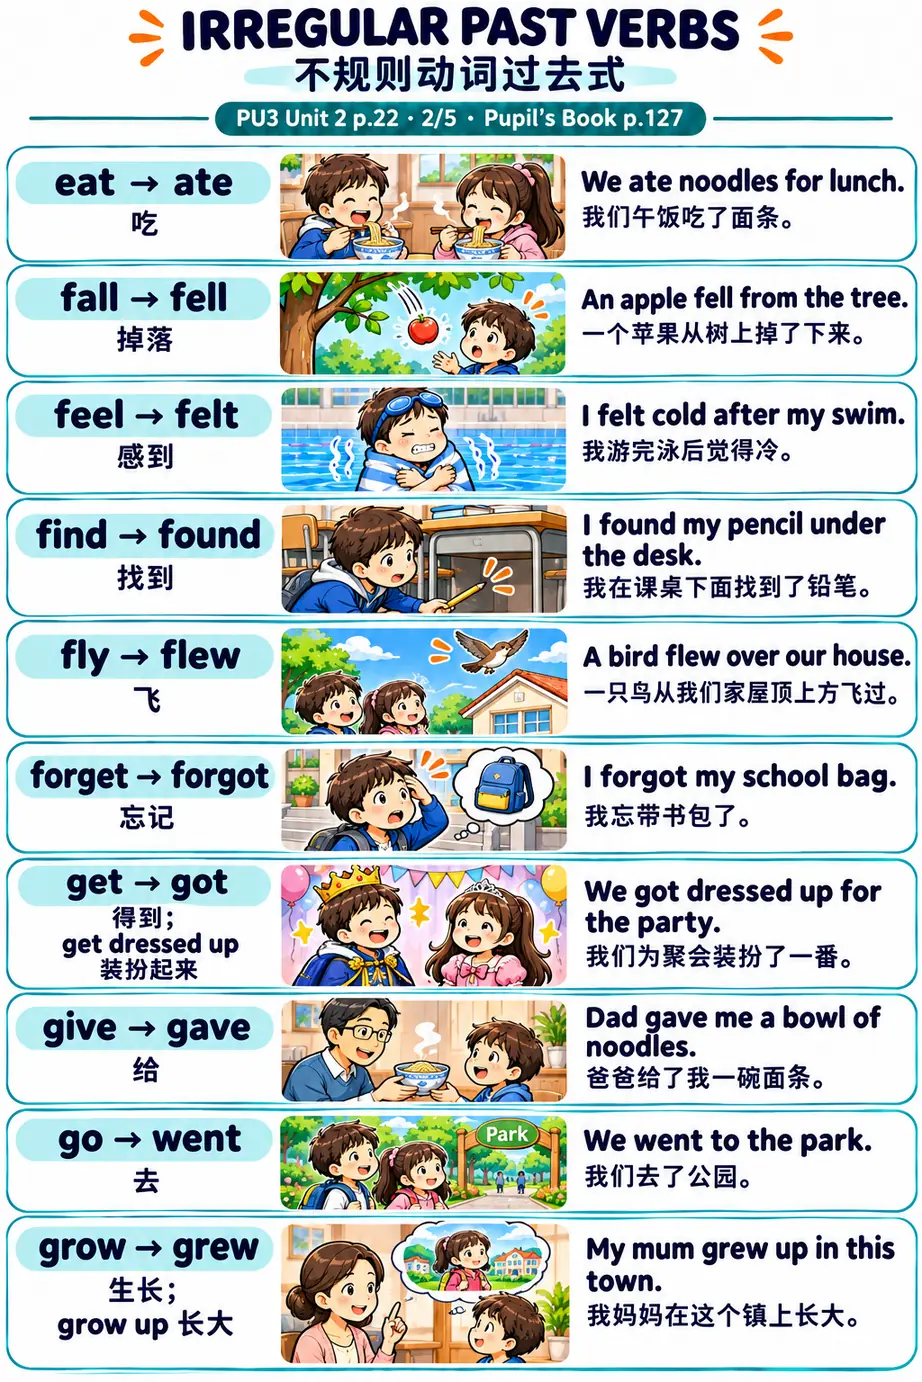 IRREGULAR PAST VERBS
不规则动词过去式
PU3 Unit 2 p.22 · 2/5 · Pupil's Book p.127
eat → ate
吃
We ate noodles for lunch.
我们午饭吃了面条。
fall → fell
掉落
An apple fell from the tree.
一个苹果从树上掉了下来。
feel → felt
感到
I felt cold after my swim.
我游完泳后觉得冷。
find → found
找到
I found my pencil under
the desk.
我在课桌下面找到了铅笔。
fly → flew
飞
A bird flew over our house.
一只鸟从我们家屋顶上方飞过。
forget → forgot
忘记
I forgot my school bag.
我忘带书包了。
get → got
得到；
get dressed up
装扮起来
We got dressed up for
the party.
我们为聚会装扮了一番。
give → gave
给
Dad gave me a bowl of
noodles.
爸爸给了我一碗面条。
go → went
去
Park
We went to the park.
我们去了公园。
grow → grew
生长；
grow up 长大
My mum grew up in this
town.
我妈妈在这个镇上长大。